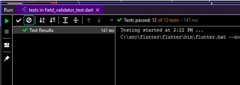 Run
tests in field_validator_test.dart
Tests passed: 12 of 12 tests – 147 ms
Test Results
147 ms
Testing started at 2:22 PM ...
C:\src\flutter\flutter\bin\flutter.bat --no